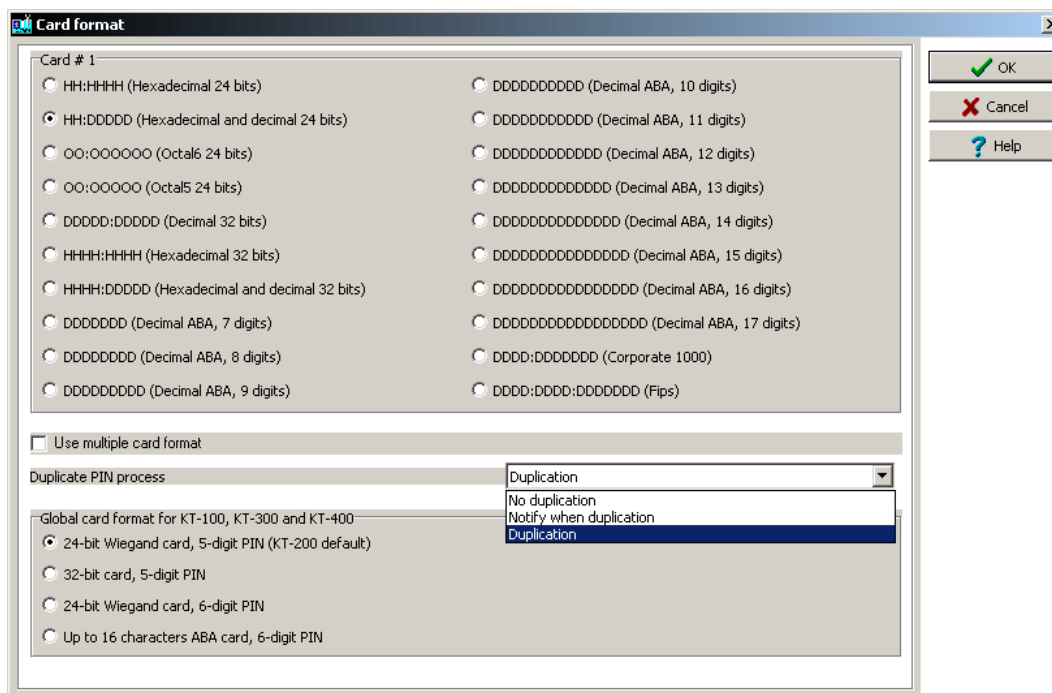 Card format
Card # 1
HH:HHHH (Hexadecimal 24 bits)
HH:DDDDD (Hexadecimal and decimal 24 bits)
OO:OOOOOO (Octal6 24 bits)
OO:OOOOO (Octal5 24 bits)
DDDDD:DDDDD (Decimal 32 bits)
HHHH:HHHH (Hexadecimal 32 bits)
HHHH:DDDDD (Hexadecimal and decimal 32 bits)
DDDDDDD (Decimal ABA, 7 digits)
DDDDDDDD (Decimal ABA, 8 digits)
DDDDDDDDD (Decimal ABA, 9 digits)
DDDDDDDDDD (Decimal ABA, 10 digits)
DDDDDDDDDDD (Decimal ABA, 11 digits)
DDDDDDDDDDDD (Decimal ABA, 12 digits)
DDDDDDDDDDDDD (Decimal ABA, 13 digits)
DDDDDDDDDDDDDD (Decimal ABA, 14 digits)
DDDDDDDDDDDDDDD (Decimal ABA, 15 digits)
DDDDDDDDDDDDDDDD (Decimal ABA, 16 digits)
DDDDDDDDDDDDDDDDD (Decimal ABA, 17 digits)
DDDD:DDDDDDD (Corporate 1000)
DDDD:DDDD:DDDDDDD (Fips)
OK
Cancel
Help
Use multiple card format
Duplicate PIN process
Duplication
No duplication
Notify when duplication
Duplication
Global card format for KT-100, KT-300 and KT-400
24-bit Wiegand card, 5-digit PIN (KT-200 default)
32-bit card, 5-digit PIN
24-bit Wiegand card, 6-digit PIN
Up to 16 characters ABA card, 6-digit PIN